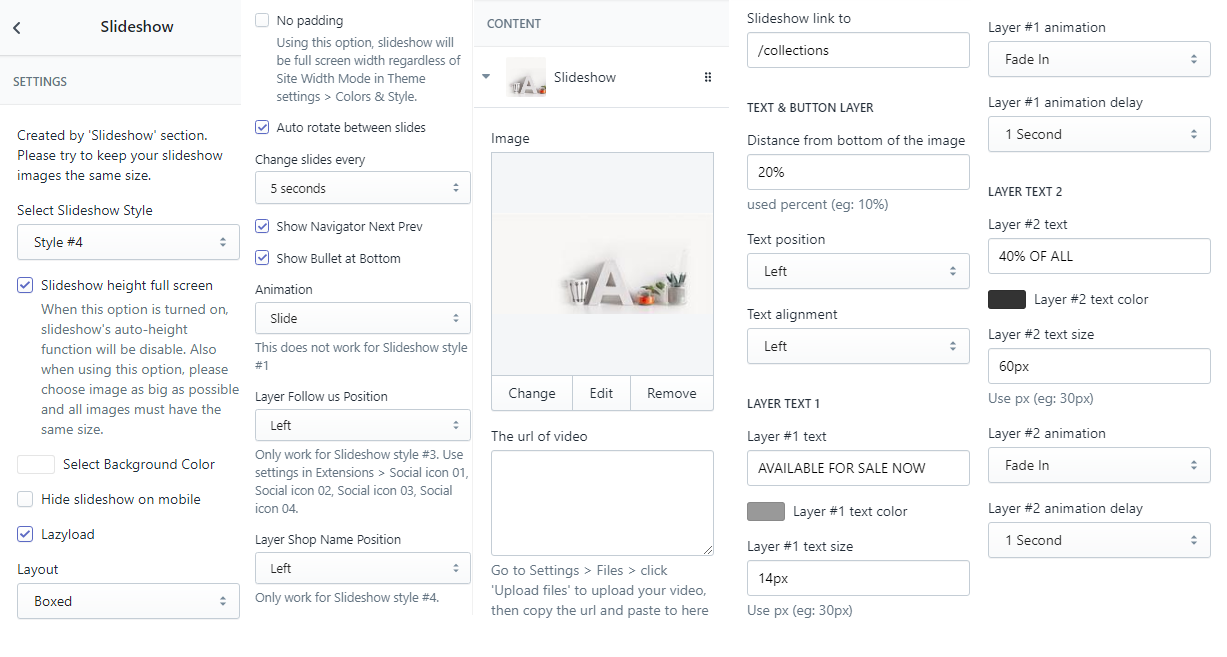 Slideshow
SETTINGS
Created by 'Slideshow' section.
Please try to keep your slideshow
images the same size.
Select Slideshow Style
Style #4
Slideshow height full screen
When this option is turned on,
slideshow's auto-height
function will be disable. Also
when using this option, please
choose image as big as possible
and all images must have the
same size.
Select Background Color
Hide slideshow on mobile
Lazyload
Layout
Boxed
No padding
Using this option, slideshow will
be full screen width regardless of
Site Width Mode in Theme
settings > Colors & Style.
Auto rotate between slides
Change slides every
5 seconds
Show Navigator Next Prev
Show Bullet at Bottom
Animation
Slide
This does not work for Slideshow style
#1
Layer Follow us Position
Left
Only work for Slideshow style #3. Use
settings in Extensions > Social icon 01,
Social icon 02, Social icon 03, Social
icon 04.
Layer Shop Name Position
Left
Only work for Slideshow style #4.
CONTENT
Slideshow
Image
A
Change Edit Remove
The url of video
Go to Settings > Files > click
'Upload files' to upload your video,
then copy the url and paste to here
Slideshow link to
/collections
TEXT & BUTTON LAYER
Distance from bottom of the image
20%
used percent (eg: 10%)
Text position
Left
Text alignment
Left
LAYER TEXT 1
Layer #1 text
AVAILABLE FOR SALE NOW
Layer #1 text color
Layer #1 text size
14px
Use px (eg: 30px)
Layer #1 animation
Fade In
Layer #1 animation delay
1 Second
LAYER TEXT 2
Layer #2 text
40% OF ALL
Layer #2 text color
Layer #2 text size
60px
Use px (eg: 30px)
Layer #2 animation
Fade In
Layer #2 animation delay
1 Second